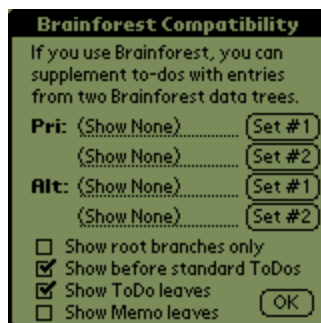 Brainforest Compatibility
If you use Brainforest, you can
supplement to-dos with entries
from two Brainforest data trees.
Pri: (Show None) Set #1
(Show None) Set #2
Alt: (Show None) Set #1
(Show None) Set #2
Show root branches only
Show before standard ToDos
Show ToDo leaves
Show Memo leaves
OK